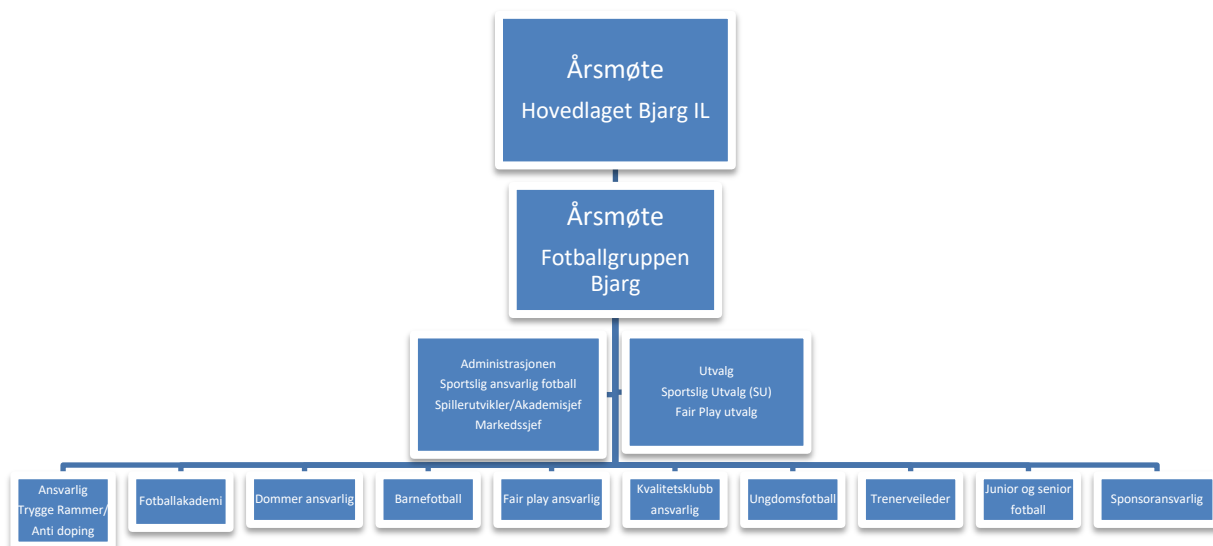 Årsmøte
Hovedlaget Bjarg IL
Årsmøte
Fotballgruppen
Bjarg
Administrasjonen
Sportslig ansvarlig fotball
Spillerutvikler/Akademisjef
Markedssjef
Utvalg
Sportslig Utvalg (SU)
Fair Play utvalg
Ansvarlig
Trygge Rammer/
Anti doping
Fotballakademi
Dommer ansvarlig
Barnefotball
Fair play ansvarlig
Kvalitetsklubb
ansvarlig
Ungdomsfotball
Trenerveileder
Junior og senior
fotball
Sponsoransvarlig